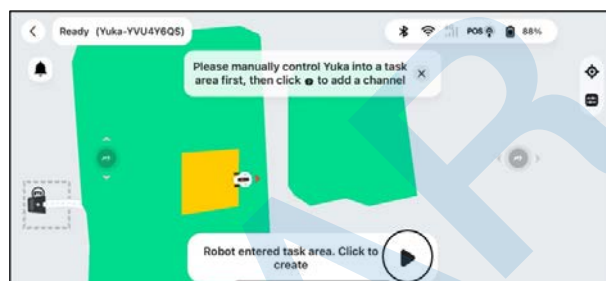 Ready (Yuka-YVU4Y6QS)
POS
88%
Please manually control Yuka into a task
area first, then click to add a channel
Robot entered task area. Click to
create